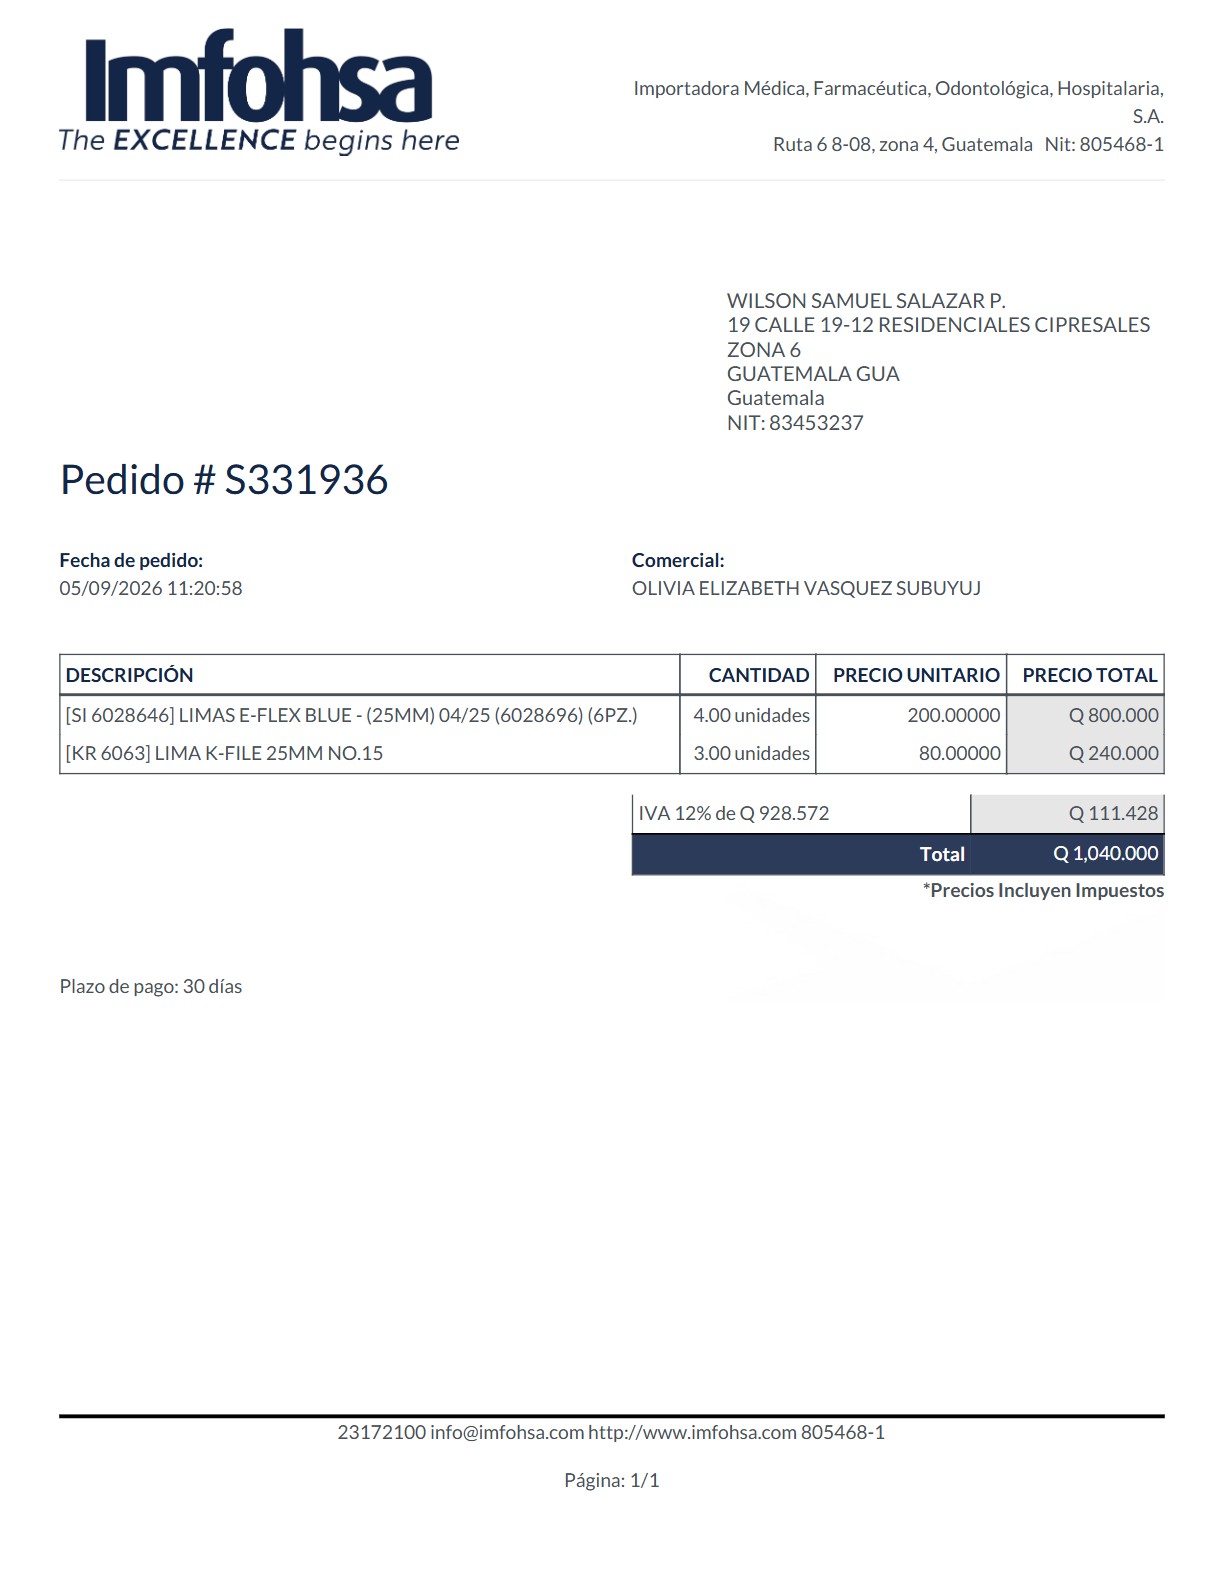 Imfohsa
The EXCELLENCE begins here
Importadora Médica, Farmacéutica, Odontológica, Hospitalaria,
S.A.
Ruta 6 8-08, zona 4, Guatemala Nit: 805468-1
WILSON SAMUEL SALAZAR P.
19 CALLE 19-12 RESIDENCIALES CIPRESALES
ZONA 6
GUATEMALA GUA
Guatemala
NIT: 83453237
Pedido # S331936
Fecha de pedido: Comercial:
05/09/2026 11:20:58 OLIVIA ELIZABETH VASQUEZ SUBUYUJ
DESCRIPCIÓN CANTIDAD PRECIO UNITARIO PRECIO TOTAL
[SI 6028646] LIMAS E-FLEX BLUE - (25MM) 04/25 (6028696) (6PZ.) 4.00 unidades 200.00000 Q 800.000
[KR 6063] LIMA K-FILE 25MM NO.15 3.00 unidades 80.00000 Q 240.000
IVA 12% de Q 928.572 Q 111.428
Total Q 1,040.000
*Precios Incluyen Impuestos
Plazo de pago: 30 días
23172100 info@imfohsa.com http://www.imfohsa.com 805468-1
Página: 1/1